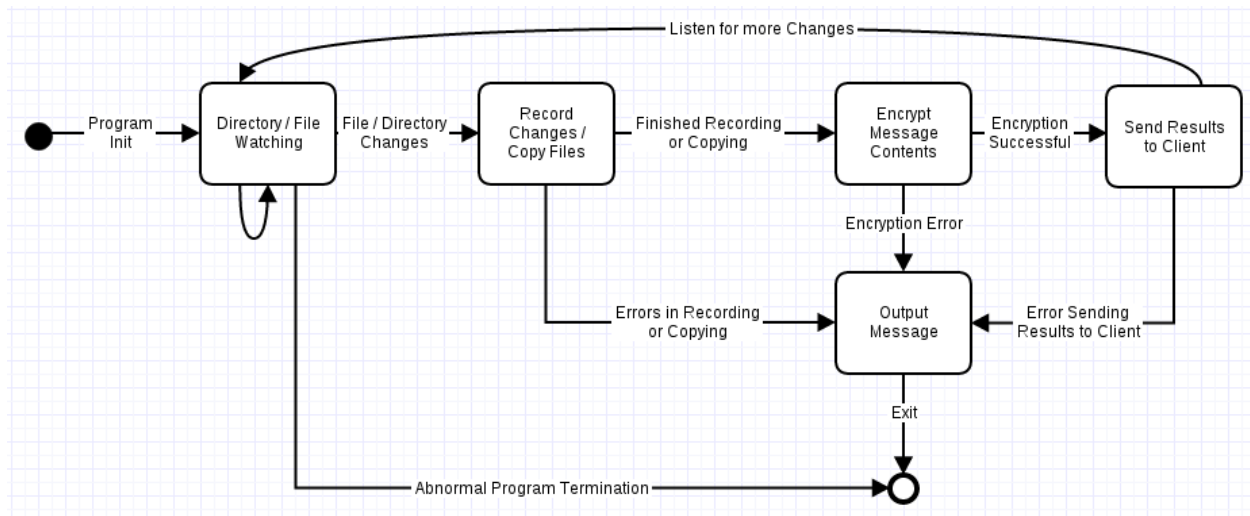 Listen for more Changes
Program
Init
Directory / File
Watching
File / Directory
Changes
Record
Changes /
Copy Files
Finished Recording
or Copying
Encrypt
Message
Contents
Encryption
Successful
Send Results
to Client
Encryption Error
Errors in Recording
or Copying
Output
Message
Error Sending
Results to Client
Exit
Abnormal Program Termination